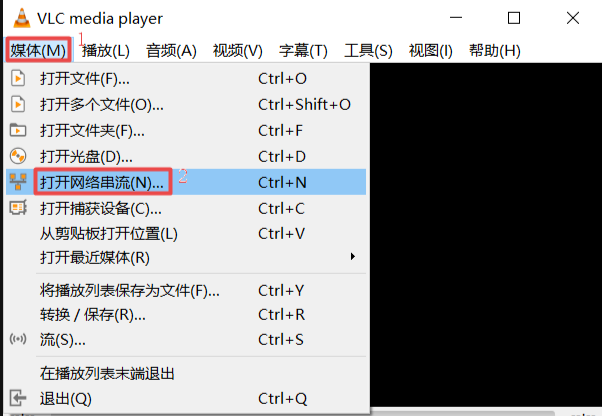 VLC media player
媒体(M) 1 播放(L) 音频(A) 视频(V) 字幕(T) 工具(S) 视图(I) 帮助(H)
打开文件(F)... Ctrl+O
打开多个文件(O)... Ctrl+Shift+O
打开文件夹(F)... Ctrl+F
打开光盘(D)... Ctrl+D
打开网络串流(N)... 2 Ctrl+N
打开捕获设备(C)... Ctrl+C
从剪贴板打开位置(L) Ctrl+V
打开最近媒体(R)
将播放列表保存为文件(F)... Ctrl+Y
转换 / 保存(R)... Ctrl+R
流(S)... Ctrl+S
在播放列表末端退出
退出(Q) Ctrl+Q